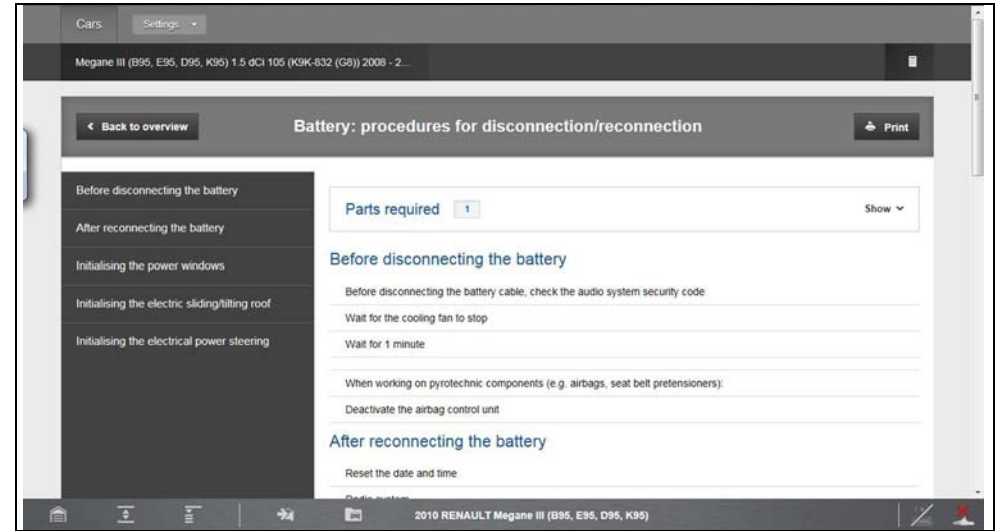 Cars
Settings
Megane III (B95, E95, D95, K95) 1.5 dCi 105 (K9K-832 (G8)) 2008 - 2...
Back to overview
Battery: procedures for disconnection/reconnection
Print
Before disconnecting the battery
After reconnecting the battery
Initialising the power windows
Initialising the electric sliding/tilting roof
Initialising the electrical power steering
Parts required 1
Show
Before disconnecting the battery
Before disconnecting the battery cable, check the audio system security code
Wait for the cooling fan to stop
Wait for 1 minute
When working on pyrotechnic components (e.g. airbags, seat belt pretensioners):
Deactivate the airbag control unit
After reconnecting the battery
Reset the date and time
2010 RENAULT Megane III (B95, E95, D95, K95)